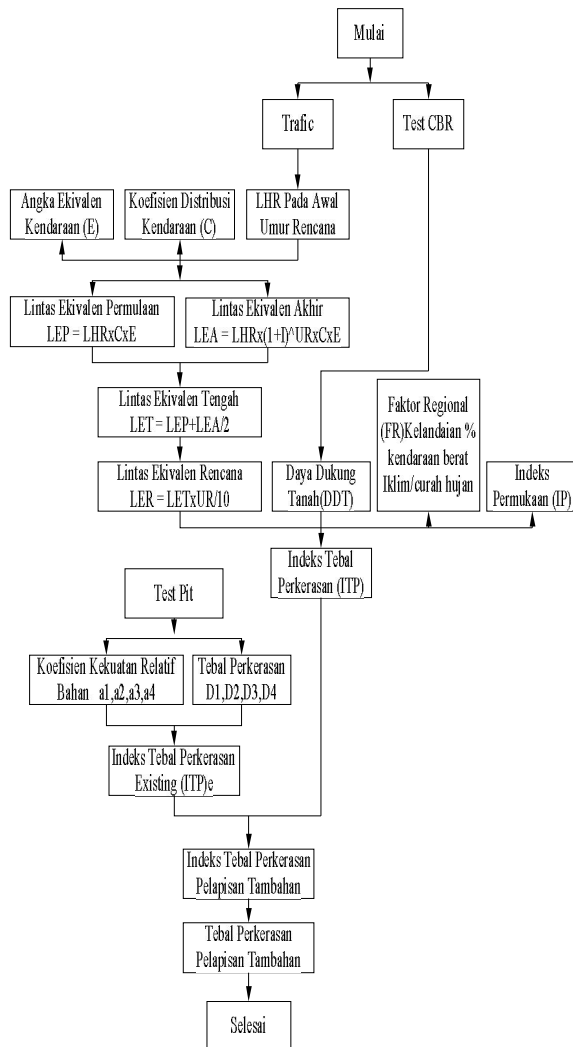 Mulai
Trafic
Test CBR
Angka Ekivalen
Kendaraan (E)
Koefisien Distribusi
Kendaraan (C)
LHR Pada Awal
Umur Rencana
Lintas Ekivalen Permulaan
LEP = LHRxCxE
Lintas Ekivalen Akhir
LEA = LHRx(1+I)^URxCxE
Lintas Ekivalen Tengah
LET = LEP+LEA/2
Faktor Regional
(FR)Kelandaian %
kendaraan berat
Iklim/curah hujan
Lintas Ekivalen Rencana
LER = LETxUR/10
Daya Dukung
Tanah(DDT)
Indeks
Permukaan (IP)
Indeks Tebal
Perkerasan (ITP)
Test Pit
Koefisien Kekuatan Relatif
Bahan a1,a2,a3,a4
Tebal Perkerasan
D1,D2,D3,D4
Indeks Tebal Perkerasan
Existing (ITP)e
Indeks Tebal Perkerasan
Pelapisan Tambahan
Tebal Perkerasan
Pelapisan Tambahan
Selesai